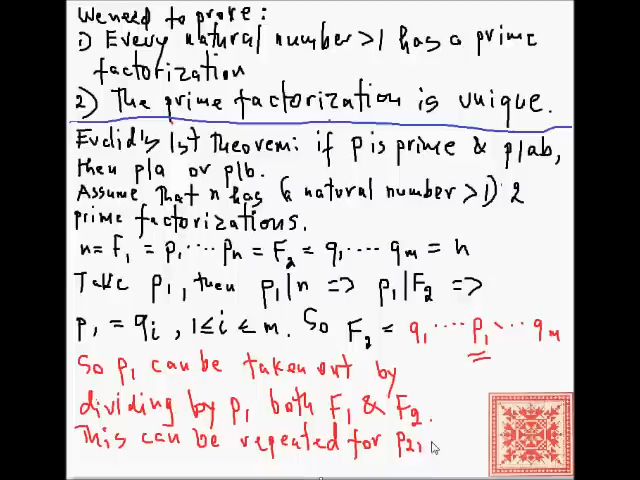 We need to prove:
1) Every natural number >1 has a prime
factorization
2) The prime factorization is unique.
Euclid's 1st theorem: if p is prime & p|ab,
then p|a or p|b.
Assume that n has (a natural number >1) 2
prime factorizations.
n = F₁ = p₁ ···· pₙ = F₂ = q₁ ···· qₘ = n
Take p₁, then p₁|n => p₁|F₂ =>
p₁ = qᵢ, 1≤i≤m. So F₂ = q₁ ···· p₁ ··· qₘ
So p₁ can be taken out by
dividing by p₁ both F₁ & F₂.
This can be repeated for p₂,